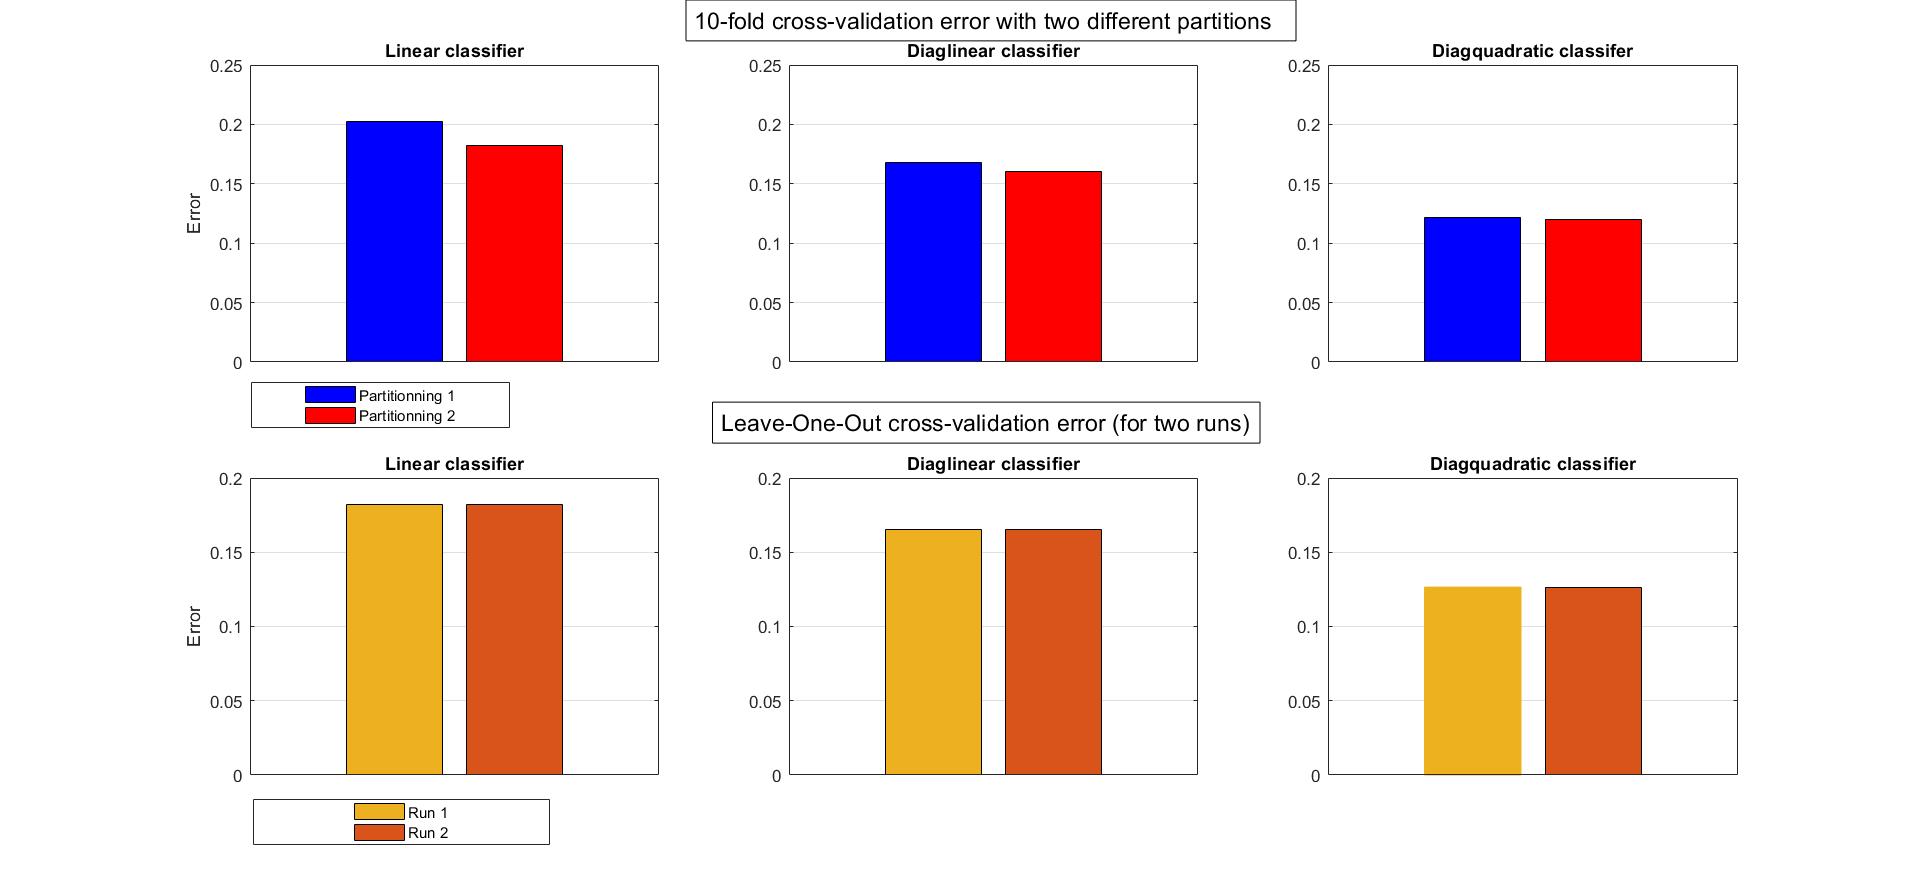 10-fold cross-validation error with two different partitions
Linear classifier
0.25
0.2
0.15
0.1
0.05
0
Error
Diaglinear classifier
0.25
0.2
0.15
0.1
0.05
0
Diagquadratic classifer
0.25
0.2
0.15
0.1
0.05
0
Partitionning 1
Partitionning 2
Leave-One-Out cross-validation error (for two runs)
Linear classifier
0.2
0.15
0.1
0.05
0
Error
Diaglinear classifier
0.2
0.15
0.1
0.05
0
Diagquadratic classifier
0.2
0.15
0.1
0.05
0
Run 1
Run 2